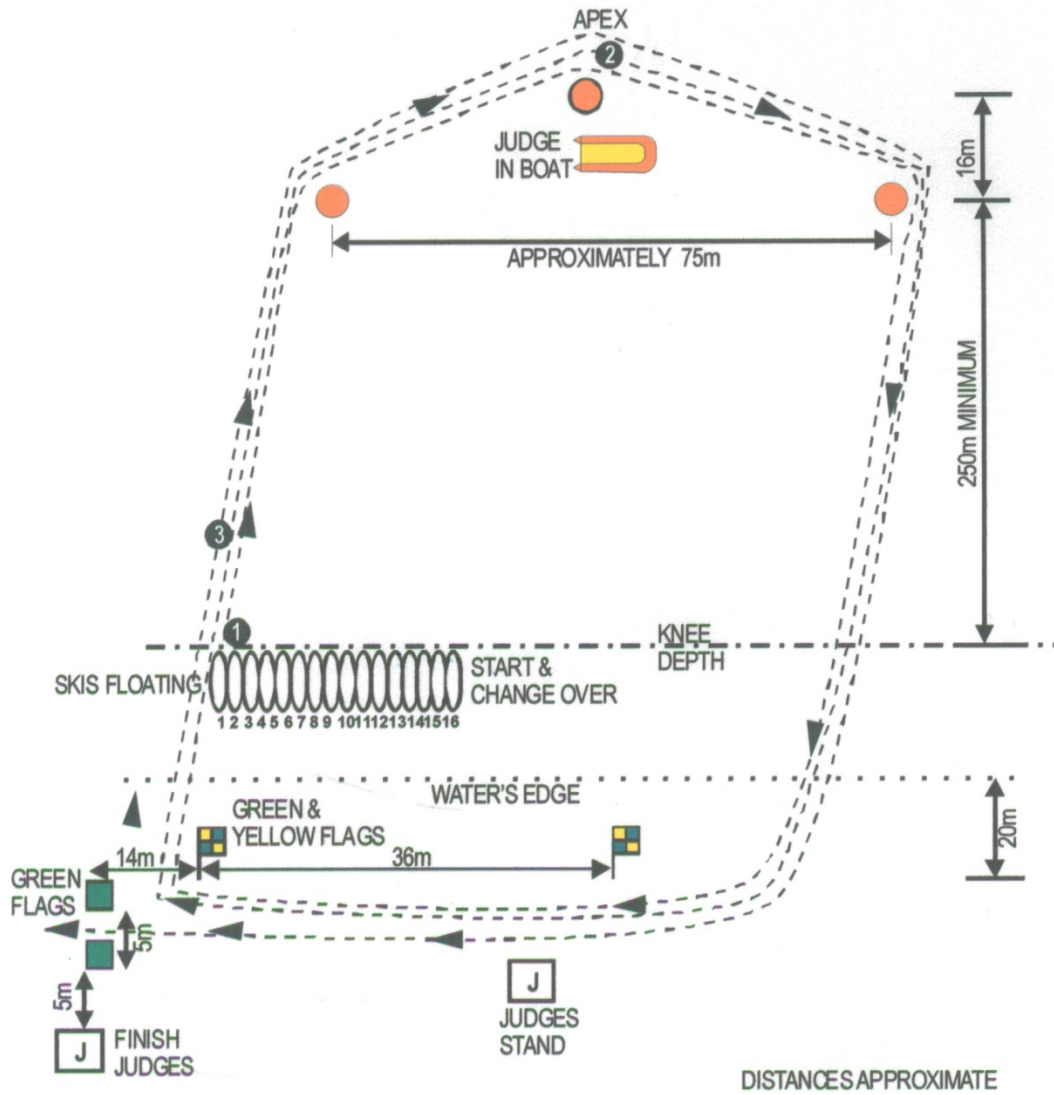 APEX
2
JUDGE
IN BOAT
16m
APPROXIMATELY 75m
250m MINIMUM
3
1
KNEE
DEPTH
SKIS FLOATING
START &
CHANGE OVER
1 2 3 4 5 6 7 8 9 10 11 12 13 14 15 16
WATER'S EDGE
GREEN &
YELLOW FLAGS
20m
14m
36m
GREEN
FLAGS
5m
5m
J
JUDGES
STAND
J
FINISH
JUDGES
DISTANCES APPROXIMATE